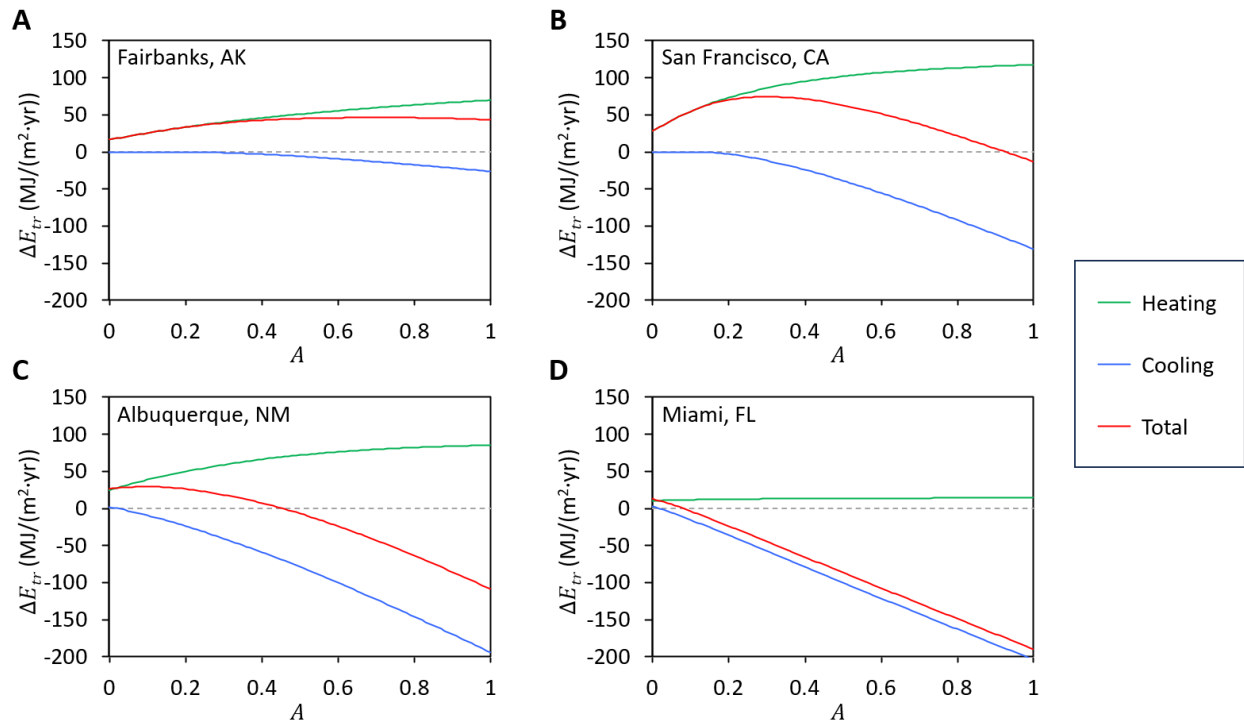 A
Fairbanks, AK
150
100
50
0
-50
-100
-150
-200
ΔE_tr (MJ/(m²·yr))
0 0.2 0.4 0.6 0.8 1
A
B
San Francisco, CA
150
100
50
0
-50
-100
-150
-200
ΔE_tr (MJ/(m²·yr))
0 0.2 0.4 0.6 0.8 1
A
C
Albuquerque, NM
150
100
50
0
-50
-100
-150
-200
ΔE_tr (MJ/(m²·yr))
0 0.2 0.4 0.6 0.8 1
A
D
Miami, FL
150
100
50
0
-50
-100
-150
-200
ΔE_tr (MJ/(m²·yr))
0 0.2 0.4 0.6 0.8 1
A
Heating
Cooling
Total